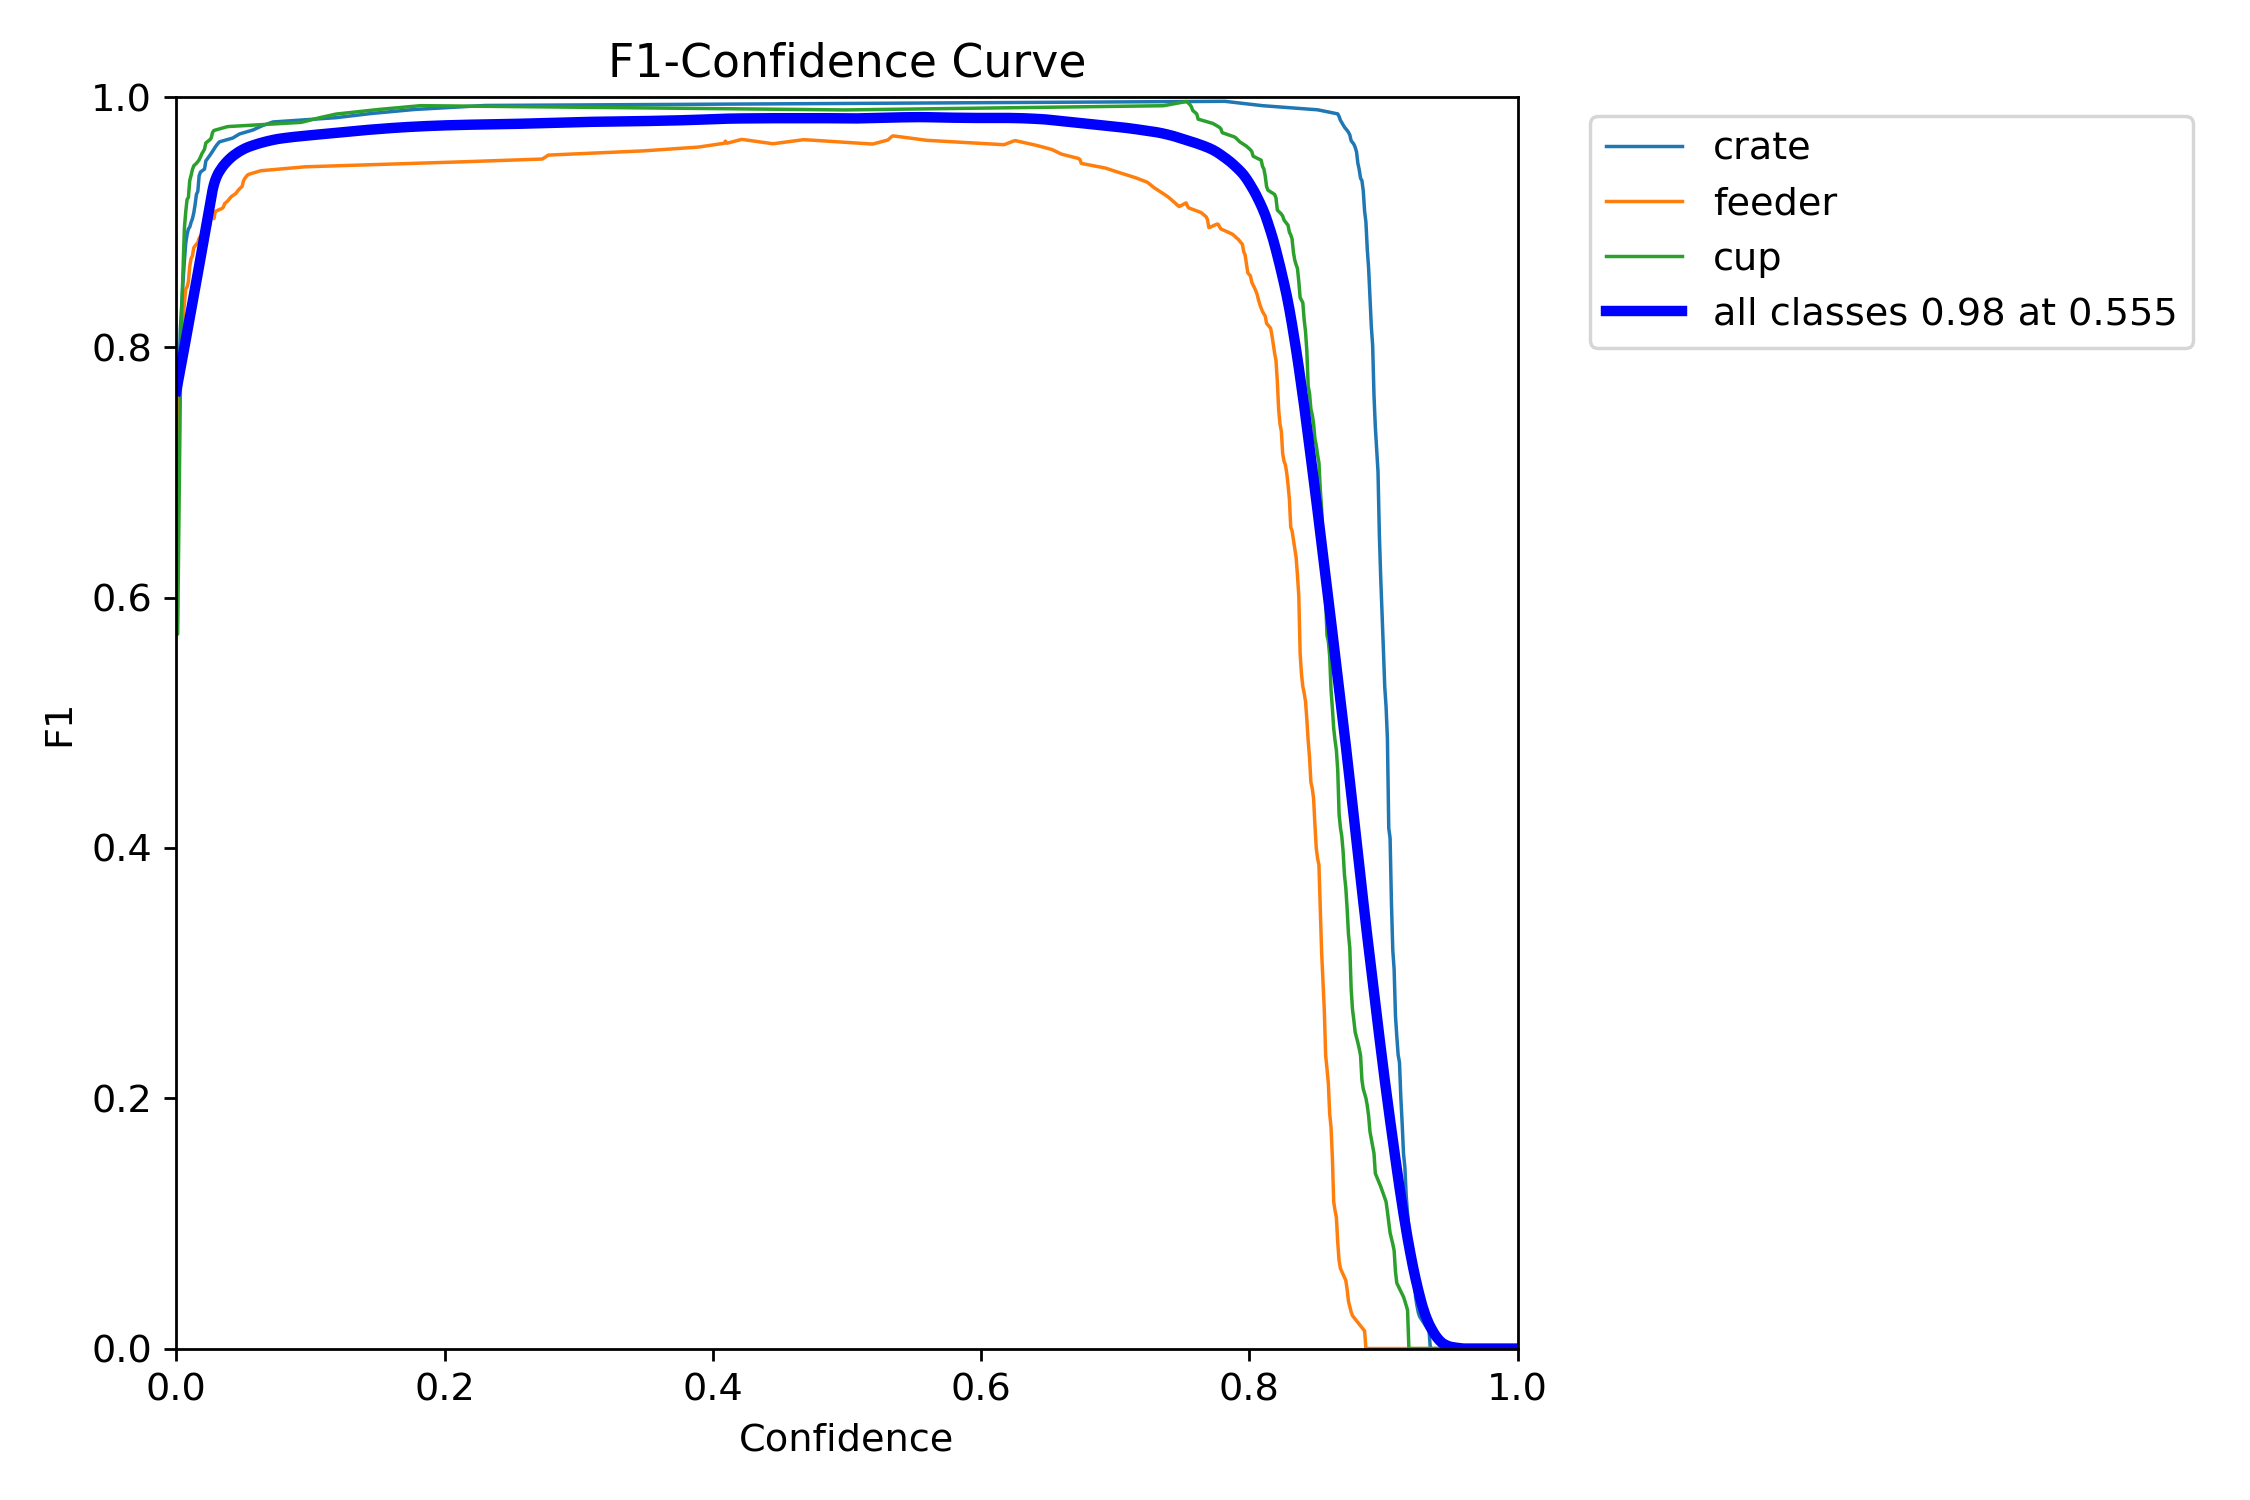 F1-Confidence Curve
1.0
0.8
0.6
0.4
0.2
0.0
F1
0.0 0.2 0.4 0.6 0.8 1.0
Confidence
crate
feeder
cup
all classes 0.98 at 0.555